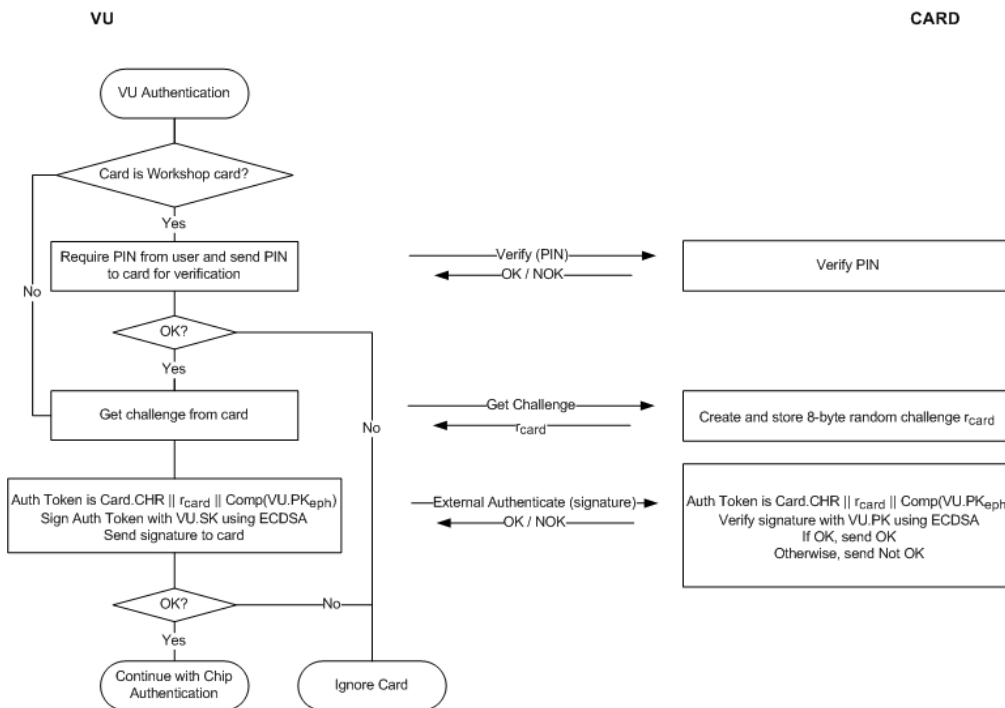 VU
CARD
VU Authentication
Card is Workshop card?
Yes
Require PIN from user and send PIN
to card for verification
Verify (PIN)
OK / NOK
Verify PIN
No
OK?
Yes
Get challenge from card
No
Get Challenge
rcard
Create and store 8-byte random challenge rcard
Auth Token is Card.CHR || rcard || Comp(VU.PKeph)
Sign Auth Token with VU.SK using ECDSA
Send signature to card
External Authenticate (signature)
OK / NOK
Auth Token is Card.CHR || rcard || Comp(VU.PKeph
Verify signature with VU.PK using ECDSA
If OK, send OK
Otherwise, send Not OK
OK?
No
Yes
Continue with Chip
Authentication
Ignore Card